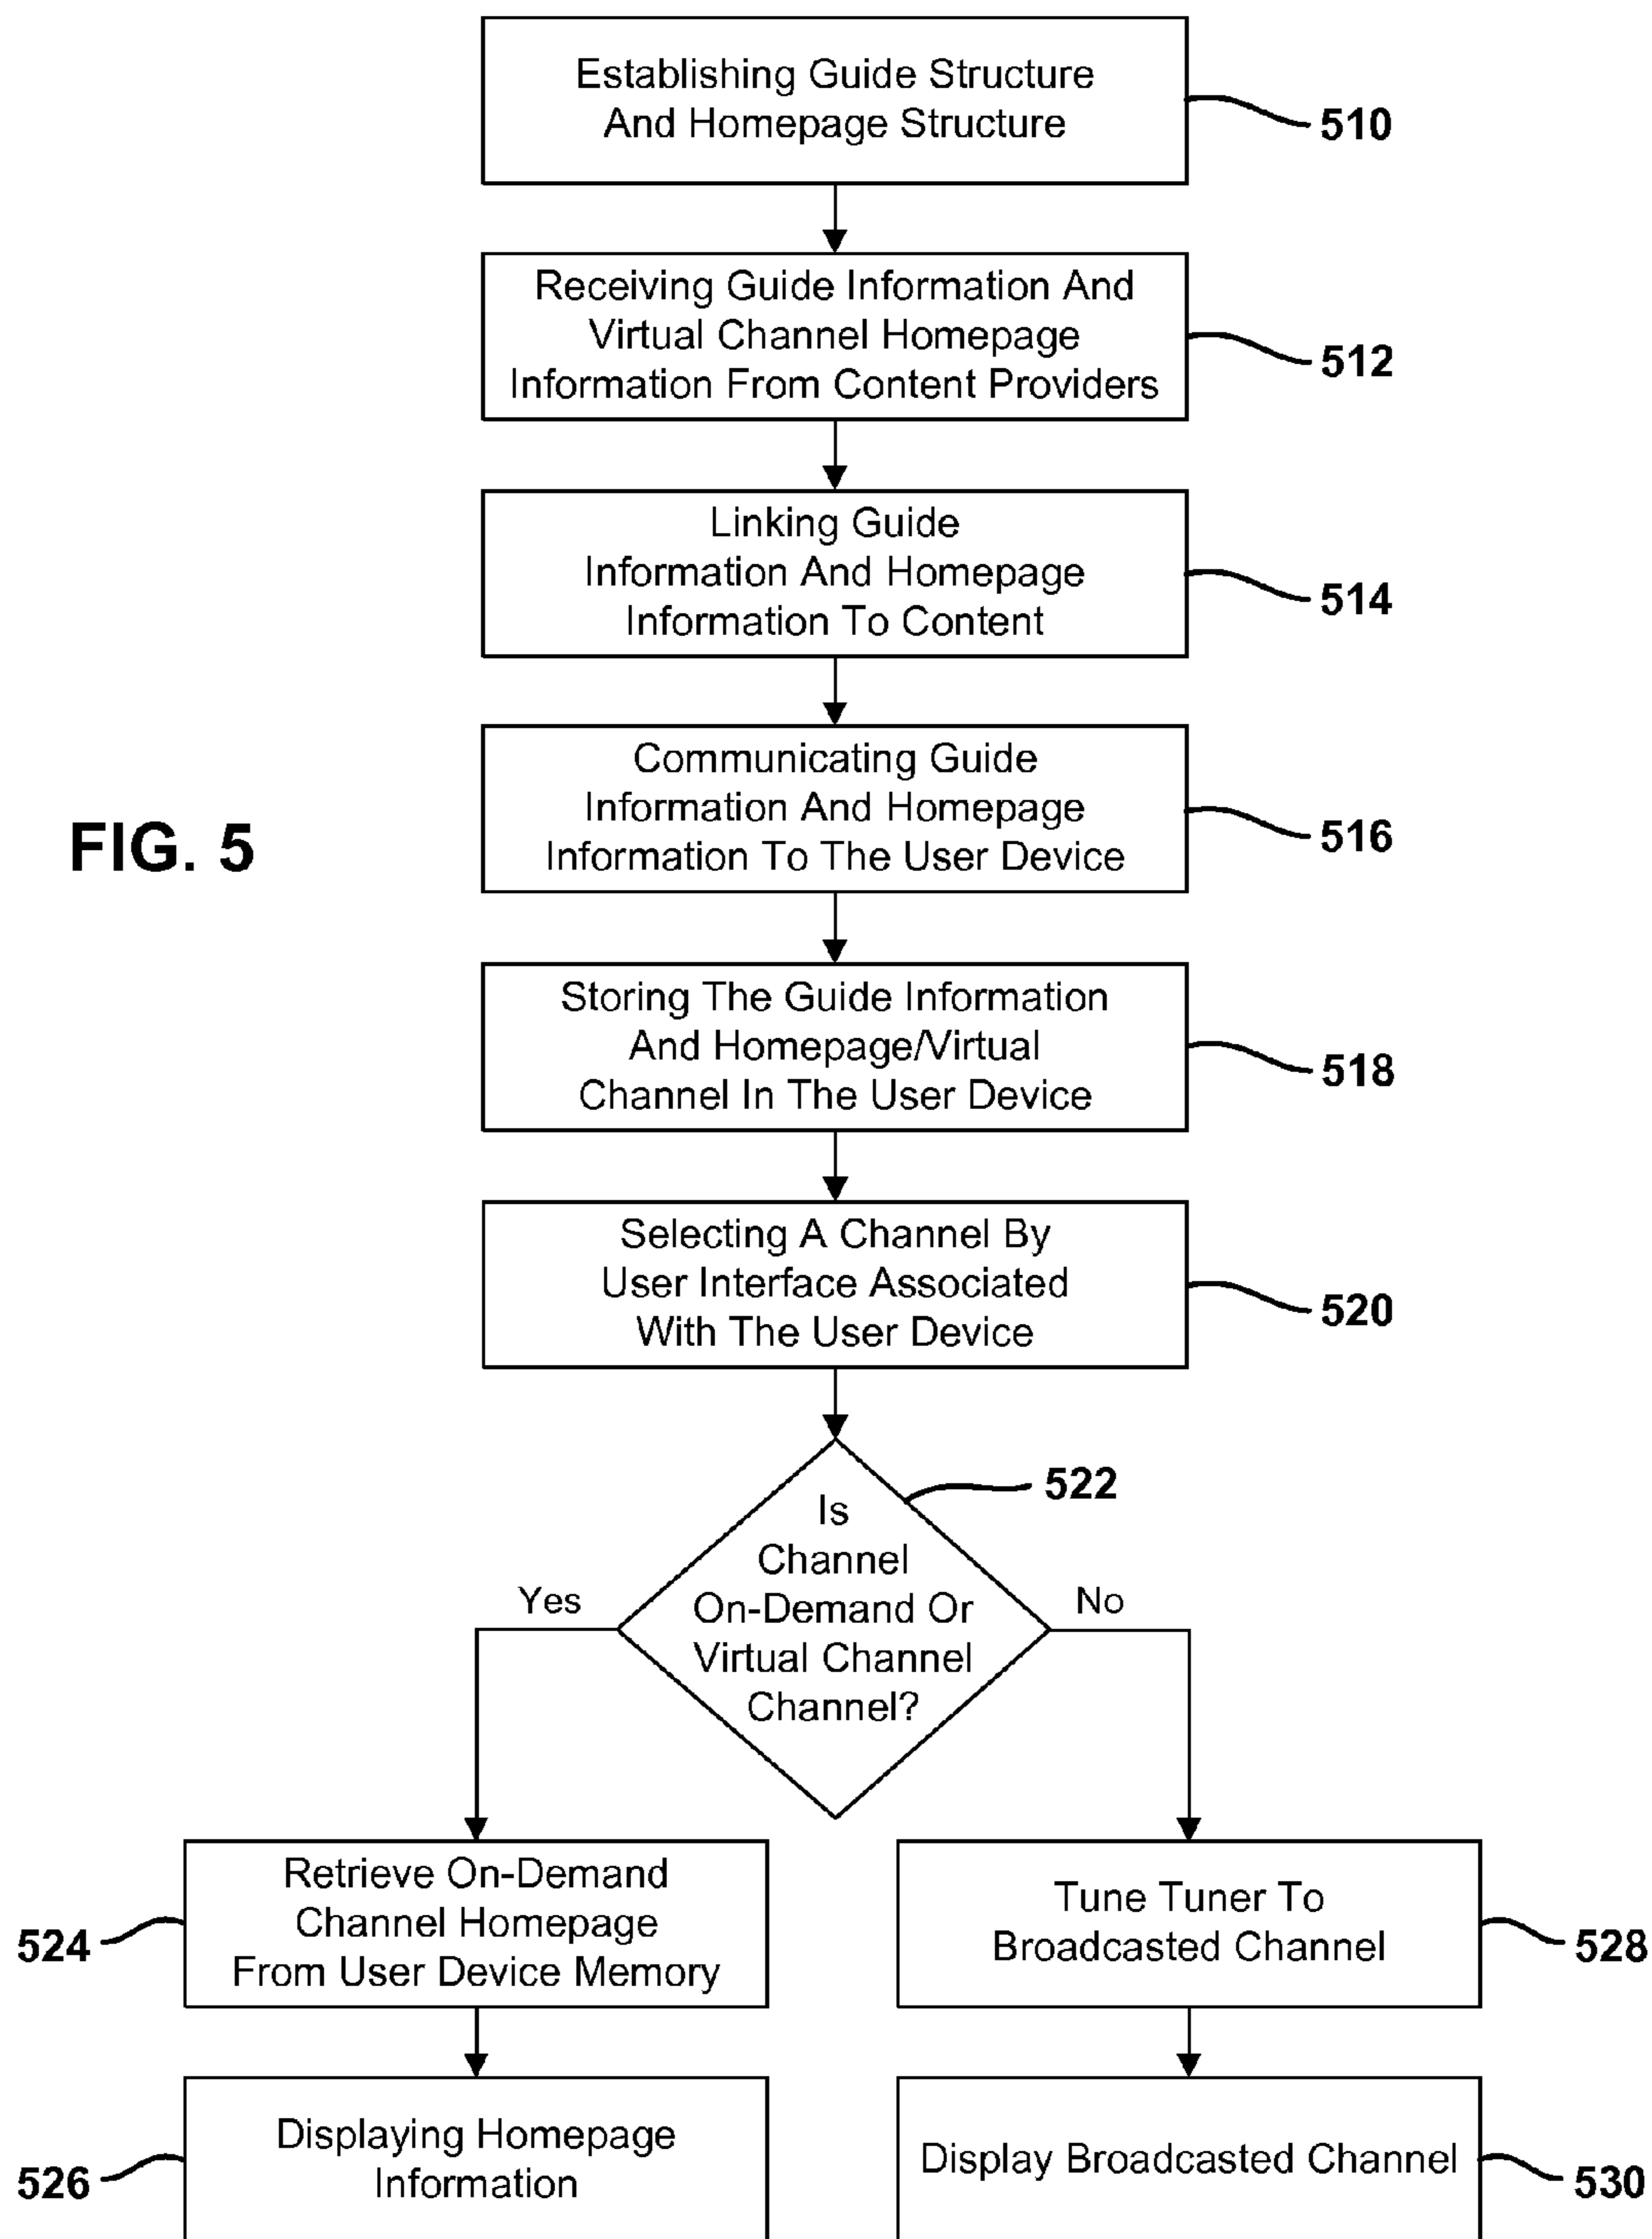 Establishing Guide Structure
And Homepage Structure
510
Receiving Guide Information And
Virtual Channel Homepage
Information From Content Providers
512
Linking Guide
Information And Homepage
Information To Content
514
Communicating Guide
Information And Homepage
Information To The User Device
516
FIG. 5
Storing The Guide Information
And Homepage/Virtual
Channel In The User Device
518
Selecting A Channel By
User Interface Associated
With The User Device
520
522
Is
Channel
On-Demand Or
Virtual Channel
Channel?
Yes
No
Retrieve On-Demand
Channel Homepage
From User Device Memory
524
Tune Tuner To
Broadcasted Channel
528
Displaying Homepage
Information
526
Display Broadcasted Channel
530